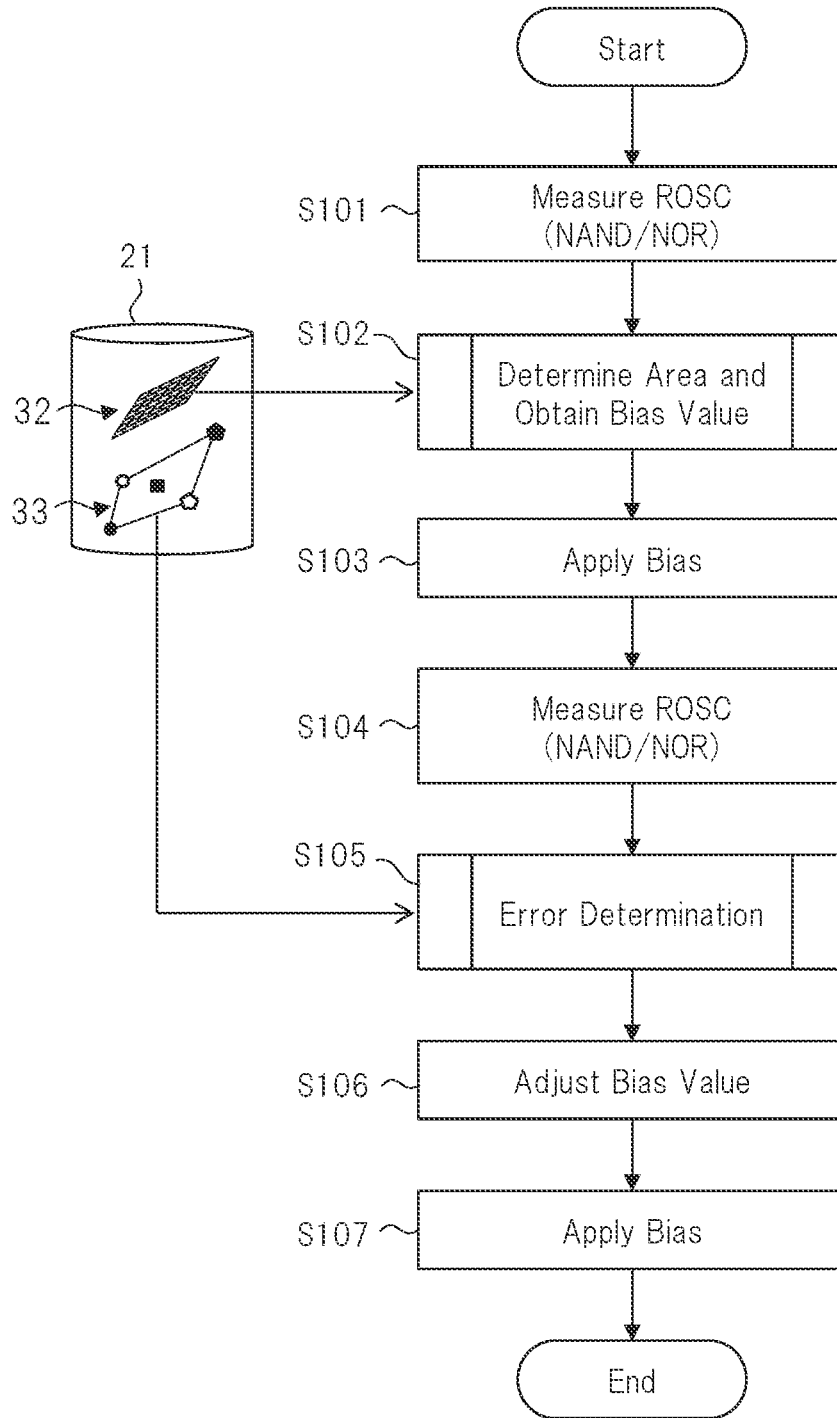 Start
S101
Measure ROSC
(NAND/NOR)
21
S102
Determine Area and
Obtain Bias Value
32
33
S103
Apply Bias
S104
Measure ROSC
(NAND/NOR)
S105
Error Determination
S106
Adjust Bias Value
S107
Apply Bias
End